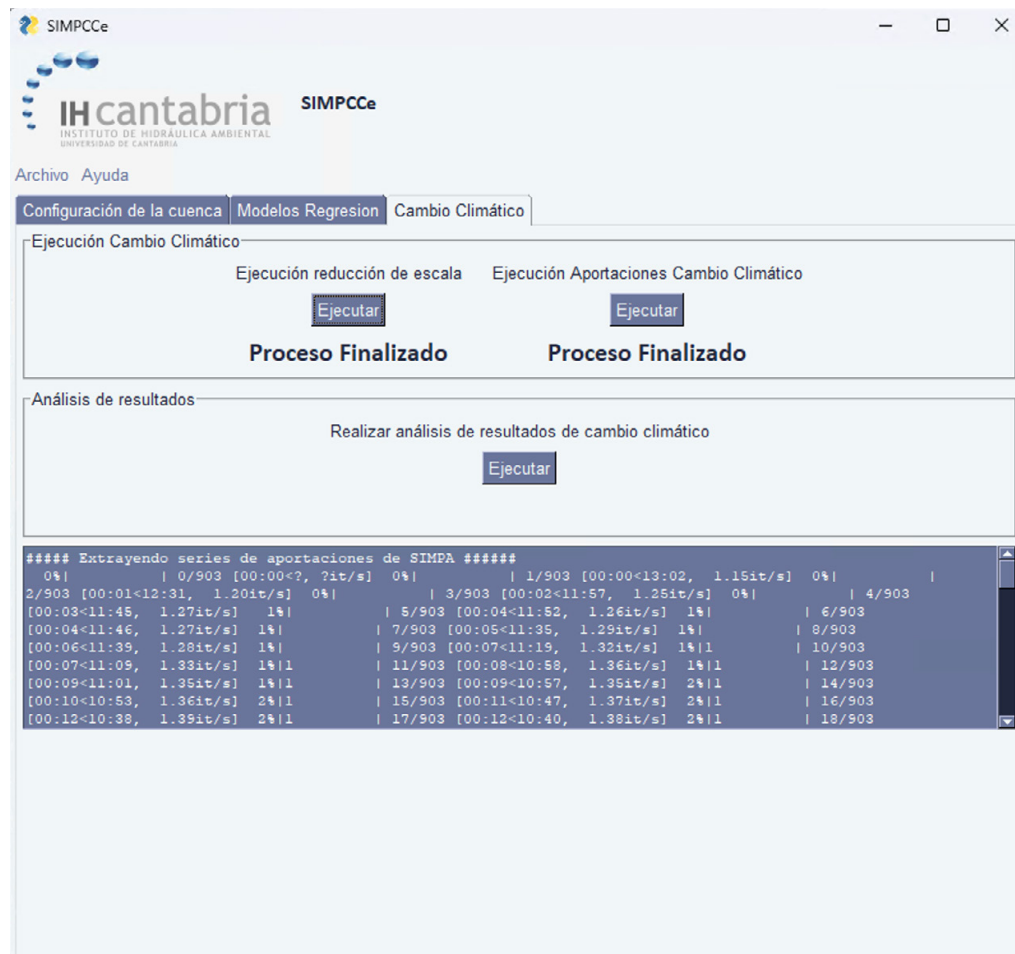 SIMPCCe
IHcantabria
INSTITUTO DE HIDRÁULICA AMBIENTAL
UNIVERSIDAD DE CANTABRIA
SIMPCCe
Archivo Ayuda
Configuración de la cuenca Modelos Regresion Cambio Climático
Ejecución Cambio Climático
Ejecución reducción de escala Ejecución Aportaciones Cambio Climático
Ejecutar Ejecutar
Proceso Finalizado Proceso Finalizado
Análisis de resultados
Realizar análisis de resultados de cambio climático
Ejecutar
##### Extrayendo series de aportaciones de SIMPA ######
0%| | 0/903 [00:00<?, ?it/s] 0%| | 1/903 [00:00<13:02, 1.15it/s] 0%| |
2/903 [00:01<12:31, 1.20it/s] 0%| | 3/903 [00:02<11:57, 1.25it/s] 0%| | 4/903
[00:03<11:45, 1.27it/s] 1%| | 5/903 [00:04<11:52, 1.26it/s] 1%| | 6/903
[00:04<11:46, 1.27it/s] 1%| | 7/903 [00:05<11:35, 1.29it/s] 1%| | 8/903
[00:06<11:39, 1.28it/s] 1%| | 9/903 [00:07<11:19, 1.32it/s] 1%|1 | 10/903
[00:07<11:09, 1.33it/s] 1%|1 | 11/903 [00:08<10:58, 1.36it/s] 1%|1 | 12/903
[00:09<11:01, 1.35it/s] 1%|1 | 13/903 [00:09<10:57, 1.35it/s] 2%|1 | 14/903
[00:10<10:53, 1.36it/s] 2%|1 | 15/903 [00:11<10:47, 1.37it/s] 2%|1 | 16/903
[00:12<10:38, 1.39it/s] 2%|1 | 17/903 [00:12<10:40, 1.38it/s] 2%|1 | 18/903